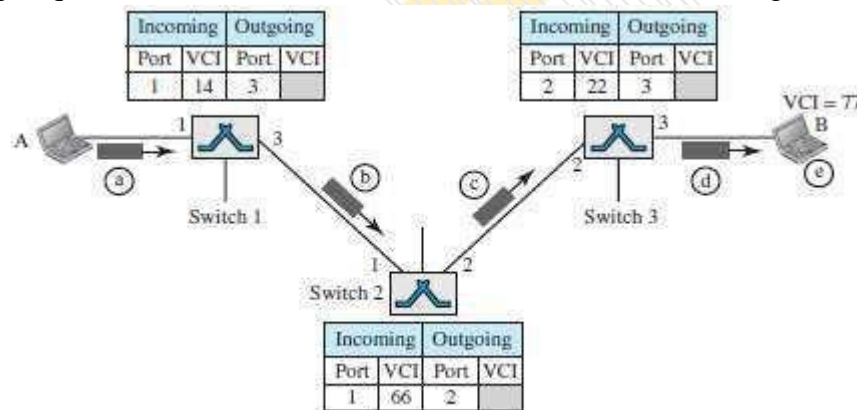 Incoming Outgoing
Port VCI Port VCI
1 14 3
Incoming Outgoing
Port VCI Port VCI
2 22 3
VCI = 77
A
1
3
a
Switch 1
b
c
2
3
B
d
e
Switch 3
1
2
Switch 2
Incoming Outgoing
Port VCI Port VCI
1 66 2